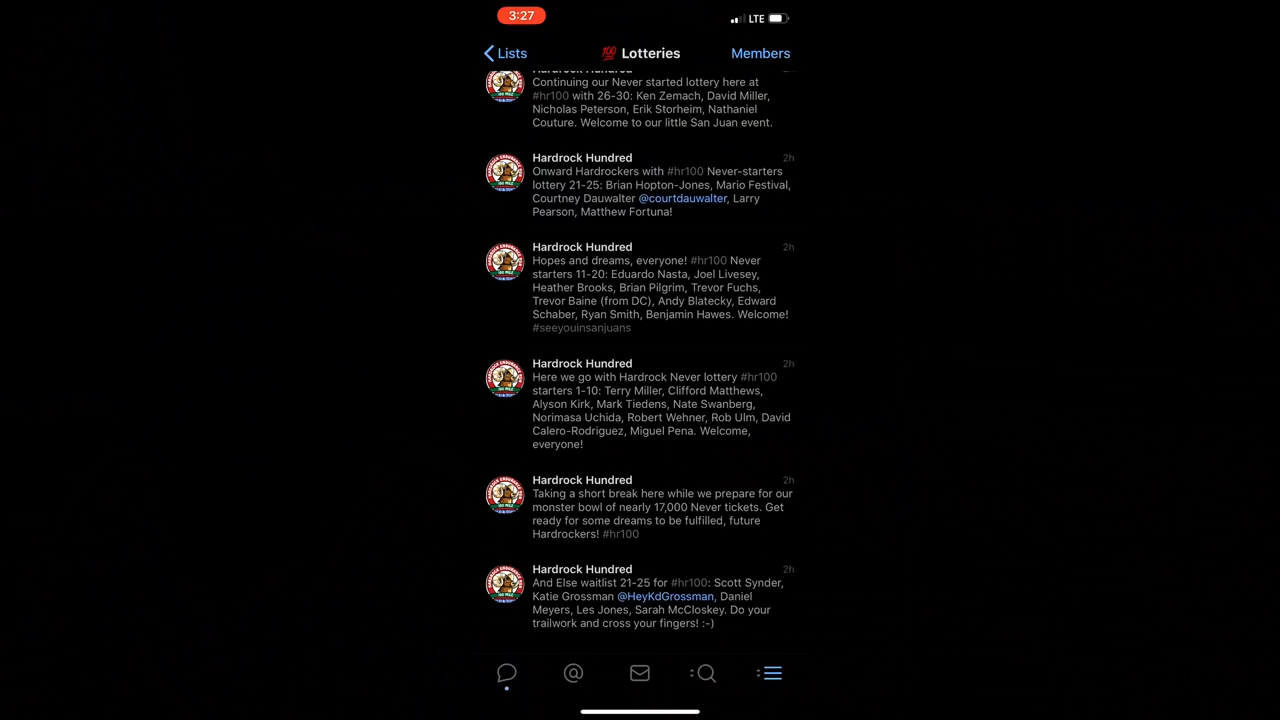 3:27
LTE
Lists
💯 Lotteries
Members
Hardrock Hundred
2h
Continuing our Never started lottery here at
#hr100 with 26-30: Ken Zemach, David Miller,
Nicholas Peterson, Erik Storheim, Nathaniel
Couture. Welcome to our little San Juan event.
Hardrock Hundred
2h
Onward Hardrockers with #hr100 Never-starters
lottery 21-25: Brian Hopton-Jones, Mario Festival,
Courtney Dauwalter @courtdauwalter, Larry
Pearson, Matthew Fortuna!
Hardrock Hundred
2h
Hopes and dreams, everyone! #hr100 Never
starters 11-20: Eduardo Nasta, Joel Livesey,
Heather Brooks, Brian Pilgrim, Trevor Fuchs,
Trevor Baine (from DC), Andy Blatecky, Edward
Schaber, Ryan Smith, Benjamin Hawes. Welcome!
#seeyouinsanjuans
Hardrock Hundred
2h
Here we go with Hardrock Never lottery #hr100
starters 1-10: Terry Miller, Clifford Matthews,
Alyson Kirk, Mark Tiedens, Nate Swanberg,
Norimasa Uchida, Robert Wehner, Rob Ulm, David
Calero-Rodriguez, Miguel Pena. Welcome,
everyone!
Hardrock Hundred
2h
Taking a short break here while we prepare for our
monster bowl of nearly 17,000 Never tickets. Get
ready for some dreams to be fulfilled, future
Hardrockers! #hr100
Hardrock Hundred
2h
And Else waitlist 21-25 for #hr100: Scott Synder,
Katie Grossman @HeyKdGrossman, Daniel
Meyers, Les Jones, Sarah McCloskey. Do your
trailwork and cross your fingers! :-)